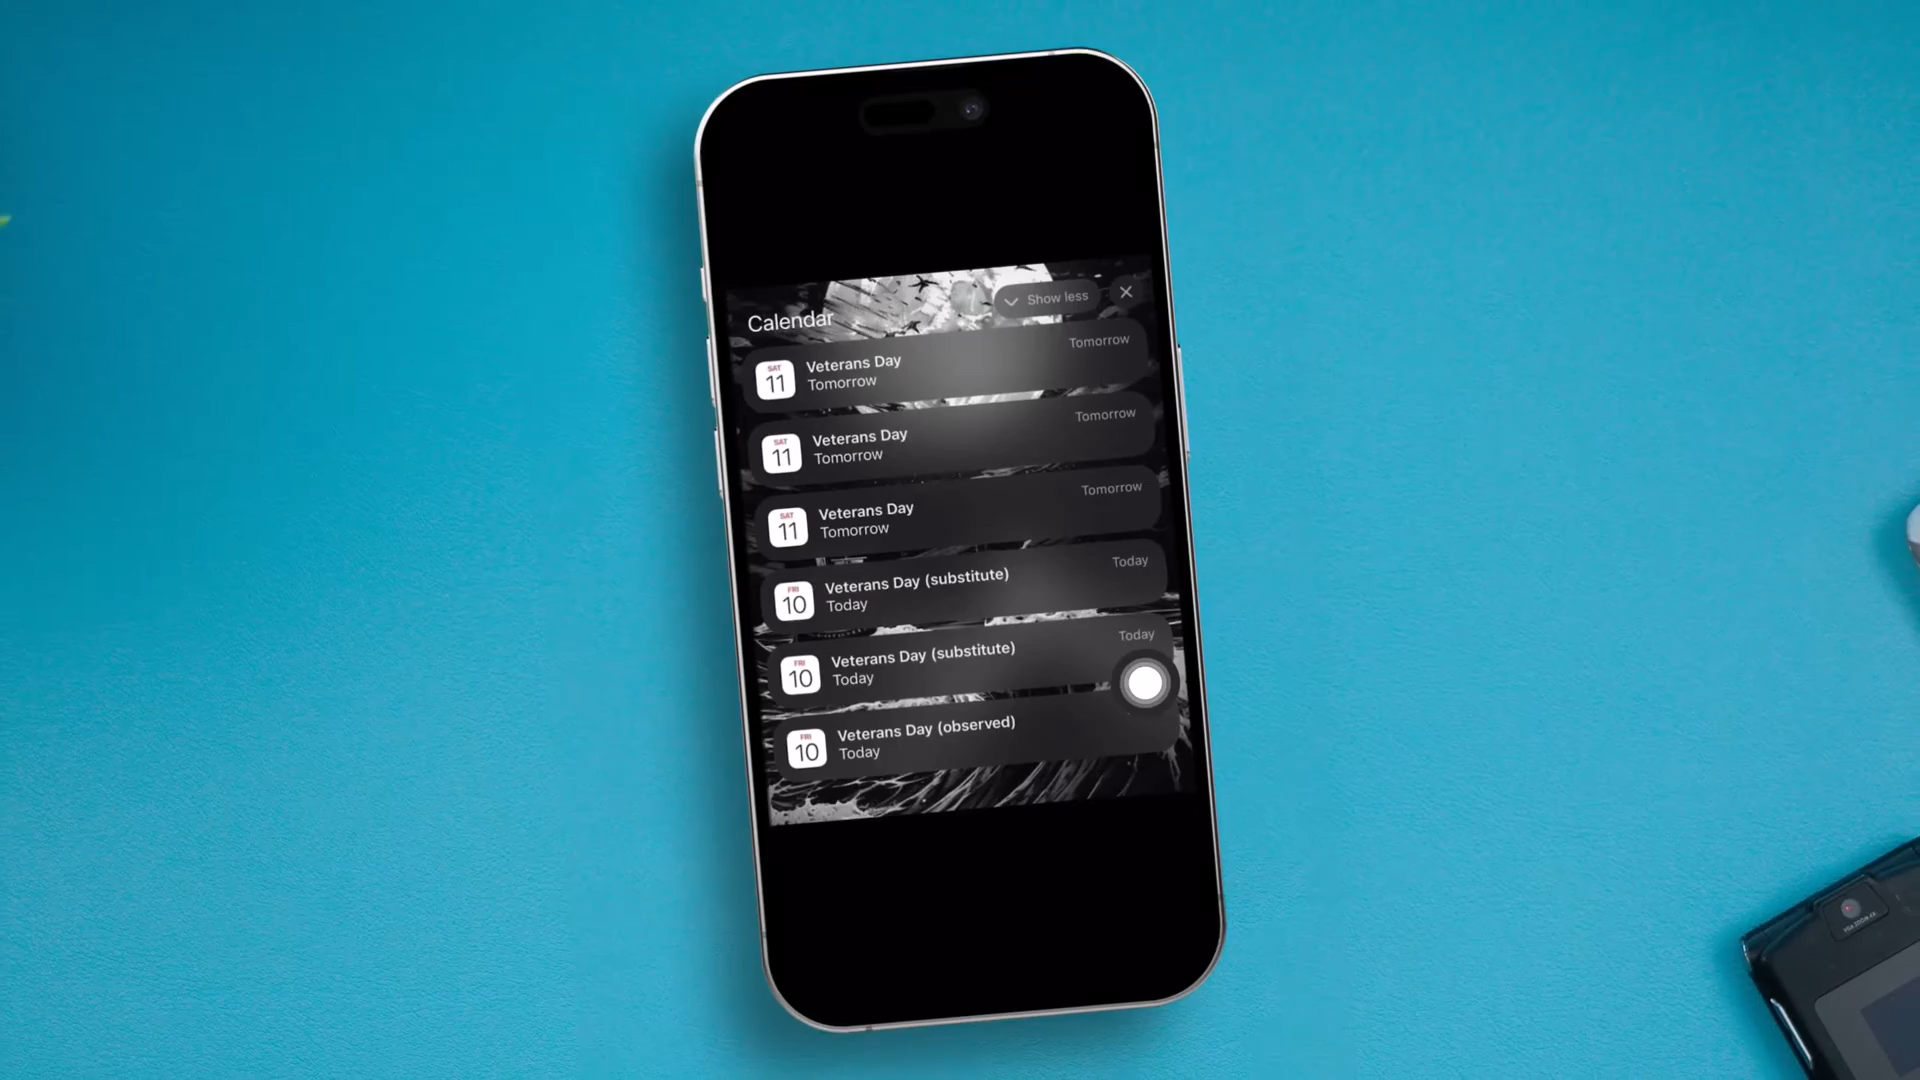 Show less
Calendar
SAT
11
Veterans Day
Tomorrow
Tomorrow
SAT
11
Veterans Day
Tomorrow
Tomorrow
SAT
11
Veterans Day
Tomorrow
Tomorrow
FRI
10
Veterans Day (substitute)
Today
Today
FRI
10
Veterans Day (substitute)
Today
Today
FRI
10
Veterans Day (observed)
Today